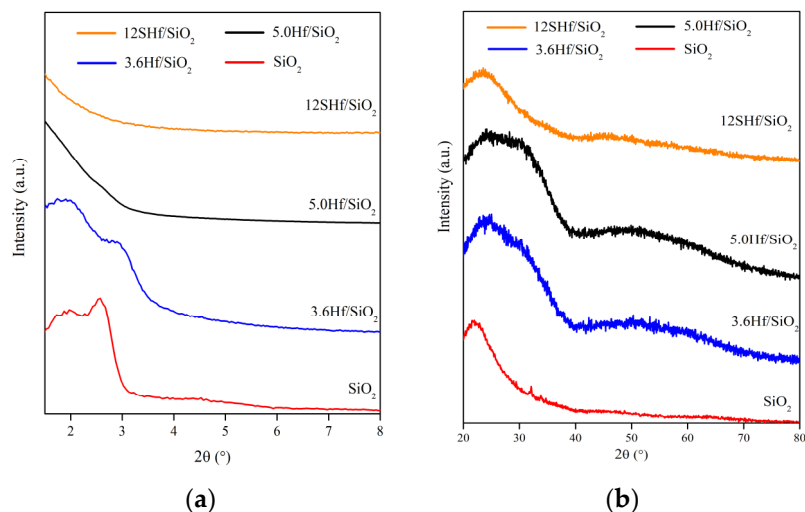 12SHf/SiO₂ 5.0Hf/SiO₂
3.6Hf/SiO₂ SiO₂
12SHf/SiO₂
5.0Hf/SiO₂
3.6Hf/SiO₂
SiO₂
Intensity (a.u.)
2 3 4 5 6 7 8
2θ (°)
(a)
12SHf/SiO₂ 5.0Hf/SiO₂
3.6Hf/SiO₂ SiO₂
12SHf/SiO₂
5.0Hf/SiO₂
3.6Hf/SiO₂
SiO₂
Intensity (a.u.)
20 30 40 50 60 70 80
2θ (°)
(b)